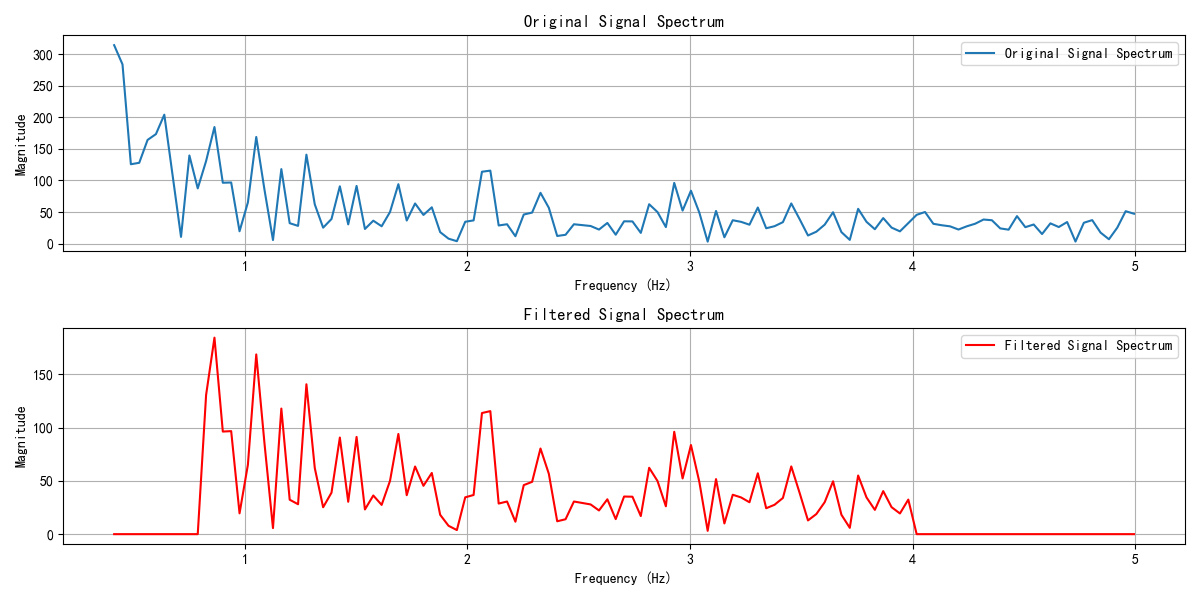 Original Signal Spectrum
Original Signal Spectrum
Magnitude
300
250
200
150
100
50
0
1
2
3
4
5
Frequency (Hz)
Filtered Signal Spectrum
Filtered Signal Spectrum
Magnitude
150
100
50
0
1
2
3
4
5
Frequency (Hz)